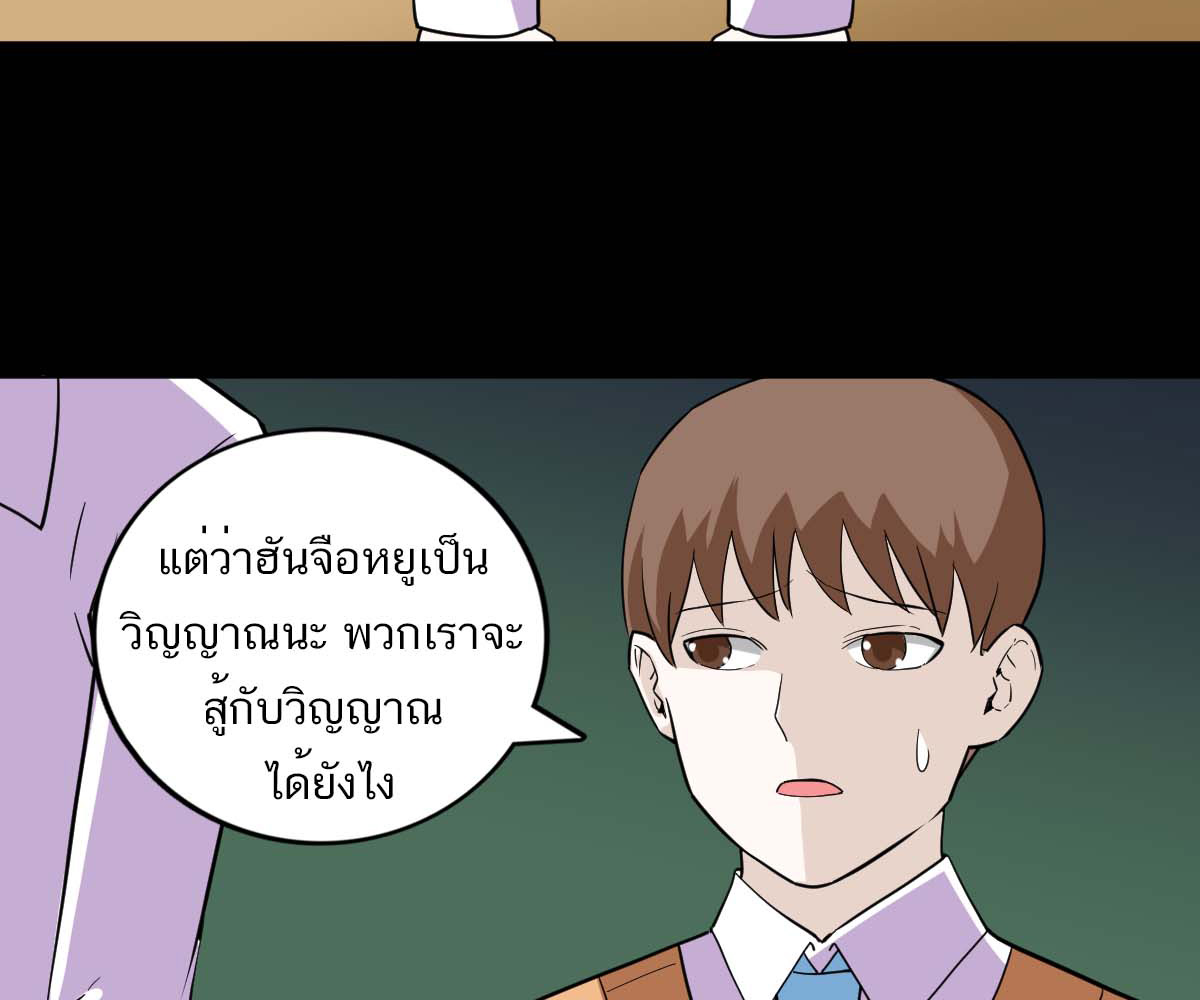 แต่ว่าฮันจือหยูเป็น
วิญญาณนะ พวกเราจะ
สู้กับวิญญาณ
ได้ยังไง